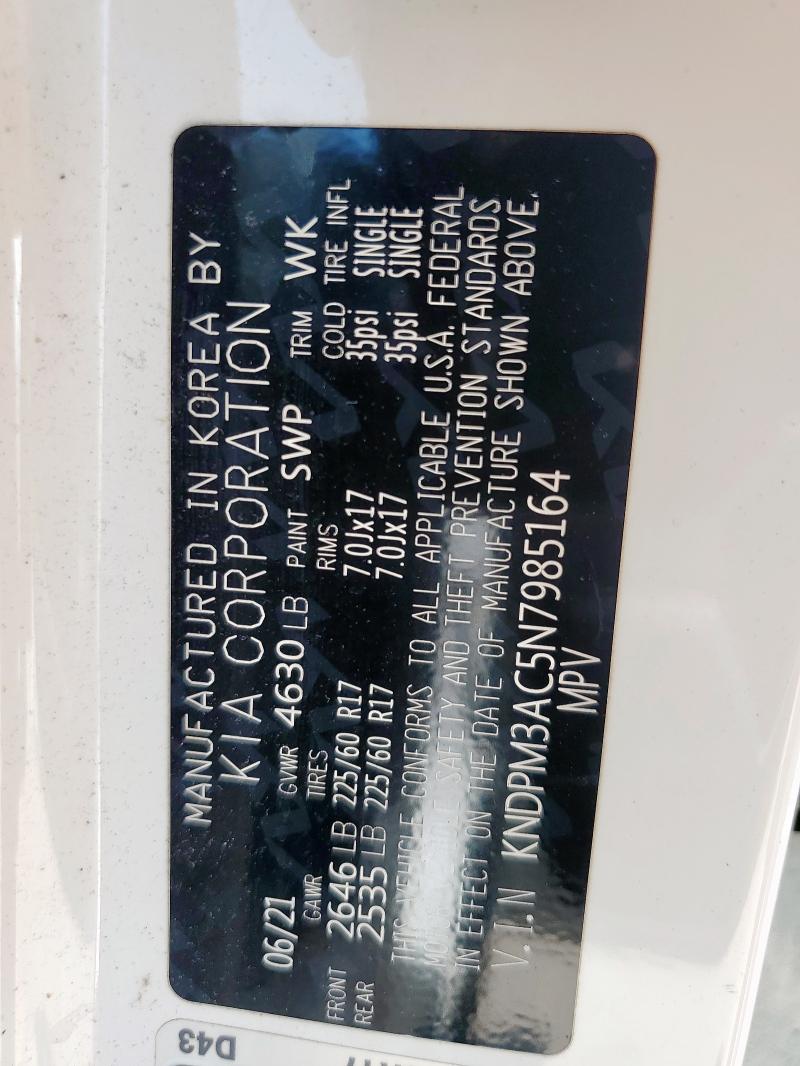 MANUFACTURED IN KOREA BY
KIA CORPORATION
06/21 GVWR 4630 LB PAINT SWP TRIM WK
GAWR TIRES RIMS COLD TIRE INFL
FRONT 2646 LB 225/60 R17 7.0Jx17 35psi SINGLE
REAR 2535 LB 225/60 R17 7.0Jx17 35psi SINGLE
THIS VEHICLE CONFORMS TO ALL APPLICABLE U.S.A. FEDERAL
SAFETY AND THEFT PREVENTION STANDARDS
IN EFFECT ON THE DATE OF MANUFACTURE SHOWN ABOVE.
V.I.N KNDPM3AC5N7985164
MPV
D43